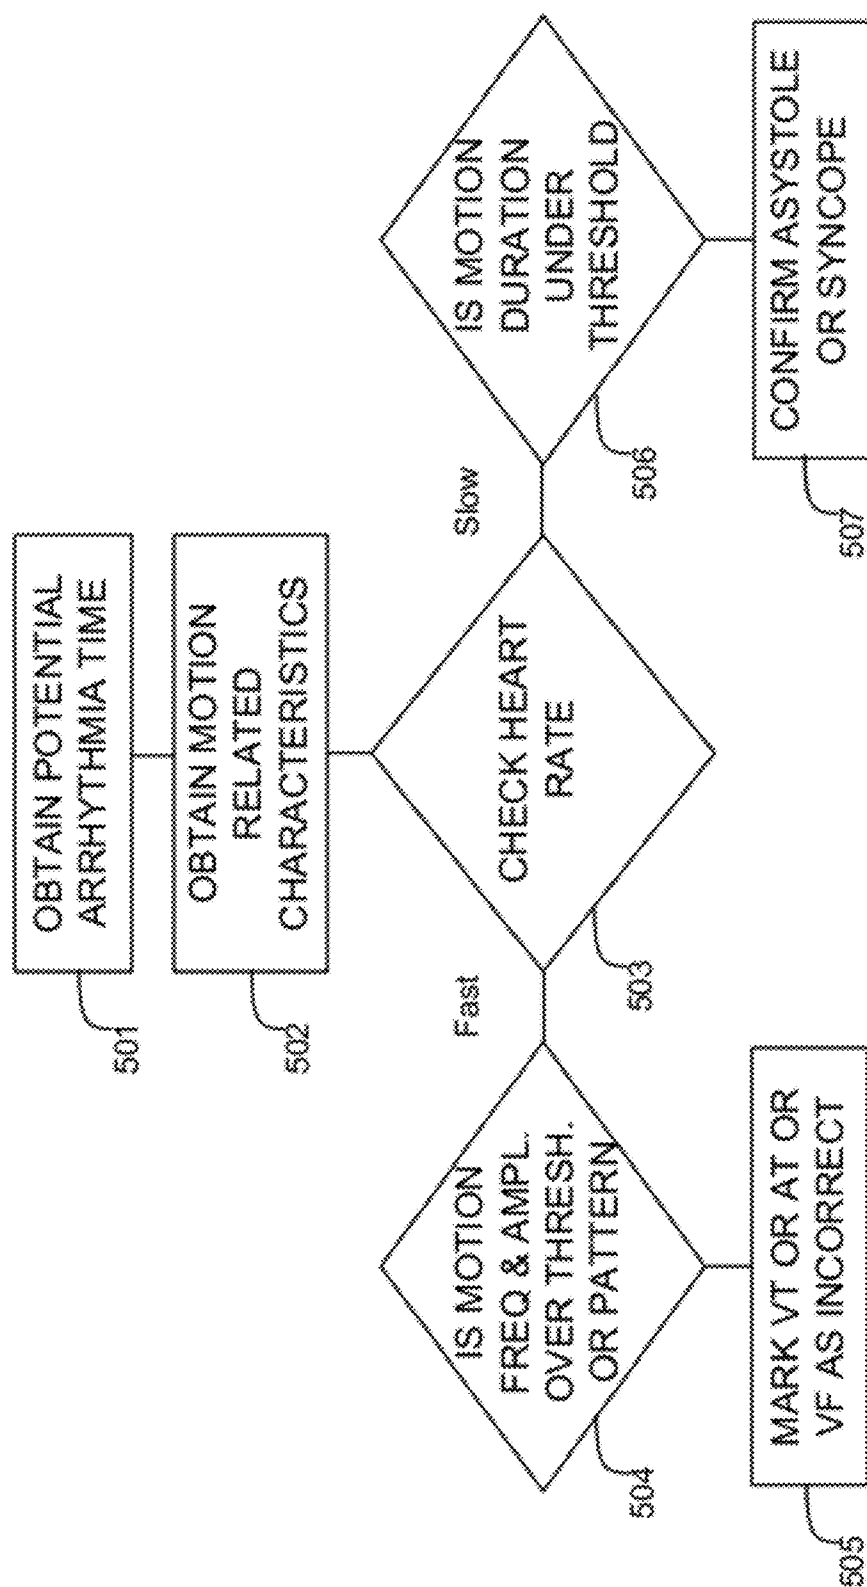 OBTAIN POTENTIAL
ARRHYTHMIA TIME
501
OBTAIN MOTION
RELATED
CHARACTERISTICS
502
CHECK HEART
RATE
503
Fast
Slow
IS MOTION
FREQ & AMPL.
OVER THRESH.
OR PATTERN
504
MARK VT OR AT OR
VF AS INCORRECT
505
IS MOTION
DURATION
UNDER
THRESHOLD
506
CONFIRM ASYSTOLE
OR SYNCOPE
507